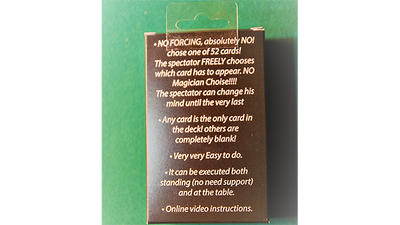 • NO FORCING, absolutely NO!
chose one of 52 cards!
The spectator FREELY chooses
which card has to appear. NO
Magician Choise!!!!
The spectator can change his
mind until the very last
• Any card is the only card in
the deck! others are
completely blank!
• Very very Easy to do.
• It can be executed both
standing (no need support)
and at the table.
• Online video instructions.